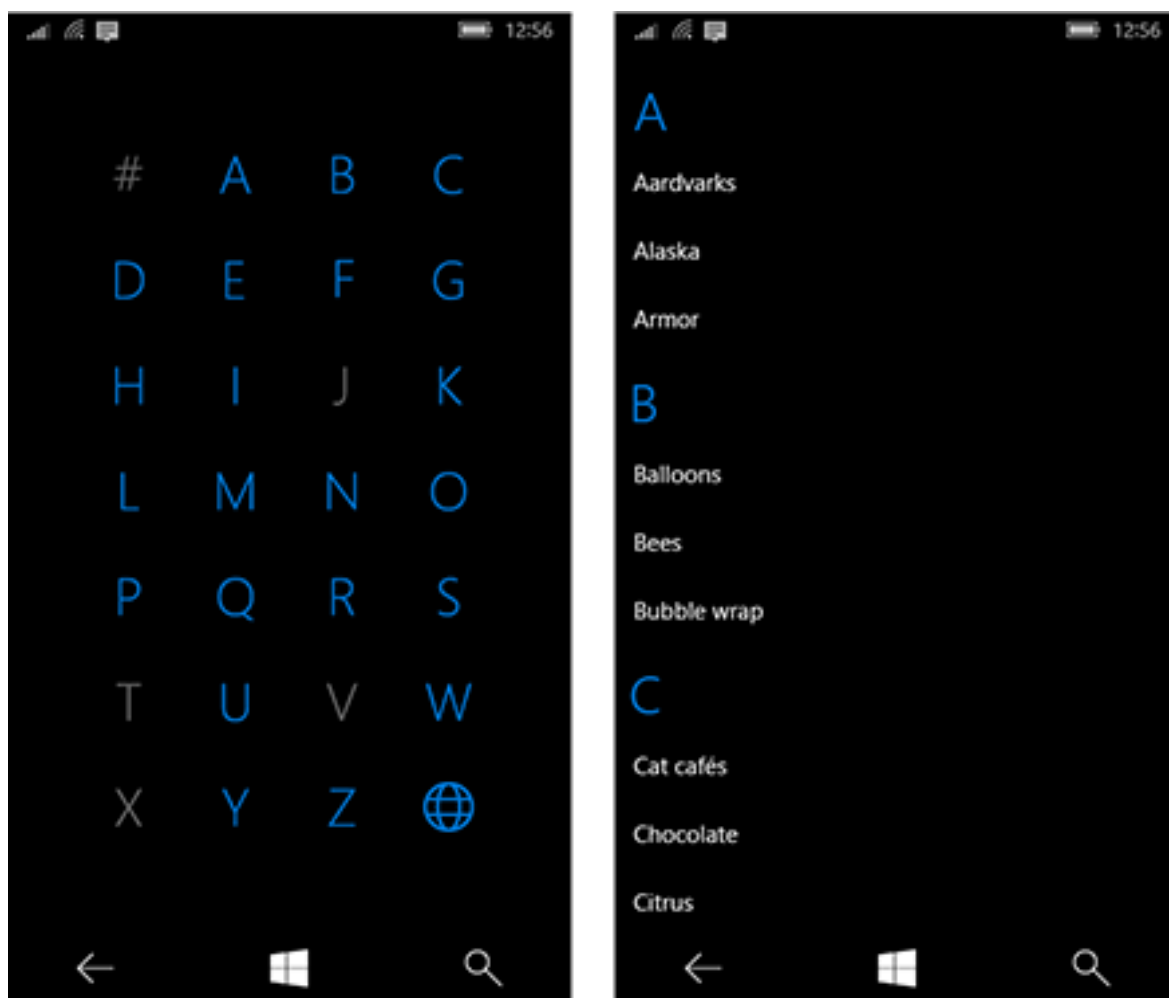 12:56
# A B C
D E F G
H I J K
L M N O
P Q R S
T U V W
X Y Z
12:56
A
Aardvarks
Alaska
Armor
B
Balloons
Bees
Bubble wrap
C
Cat cafés
Chocolate
Citrus